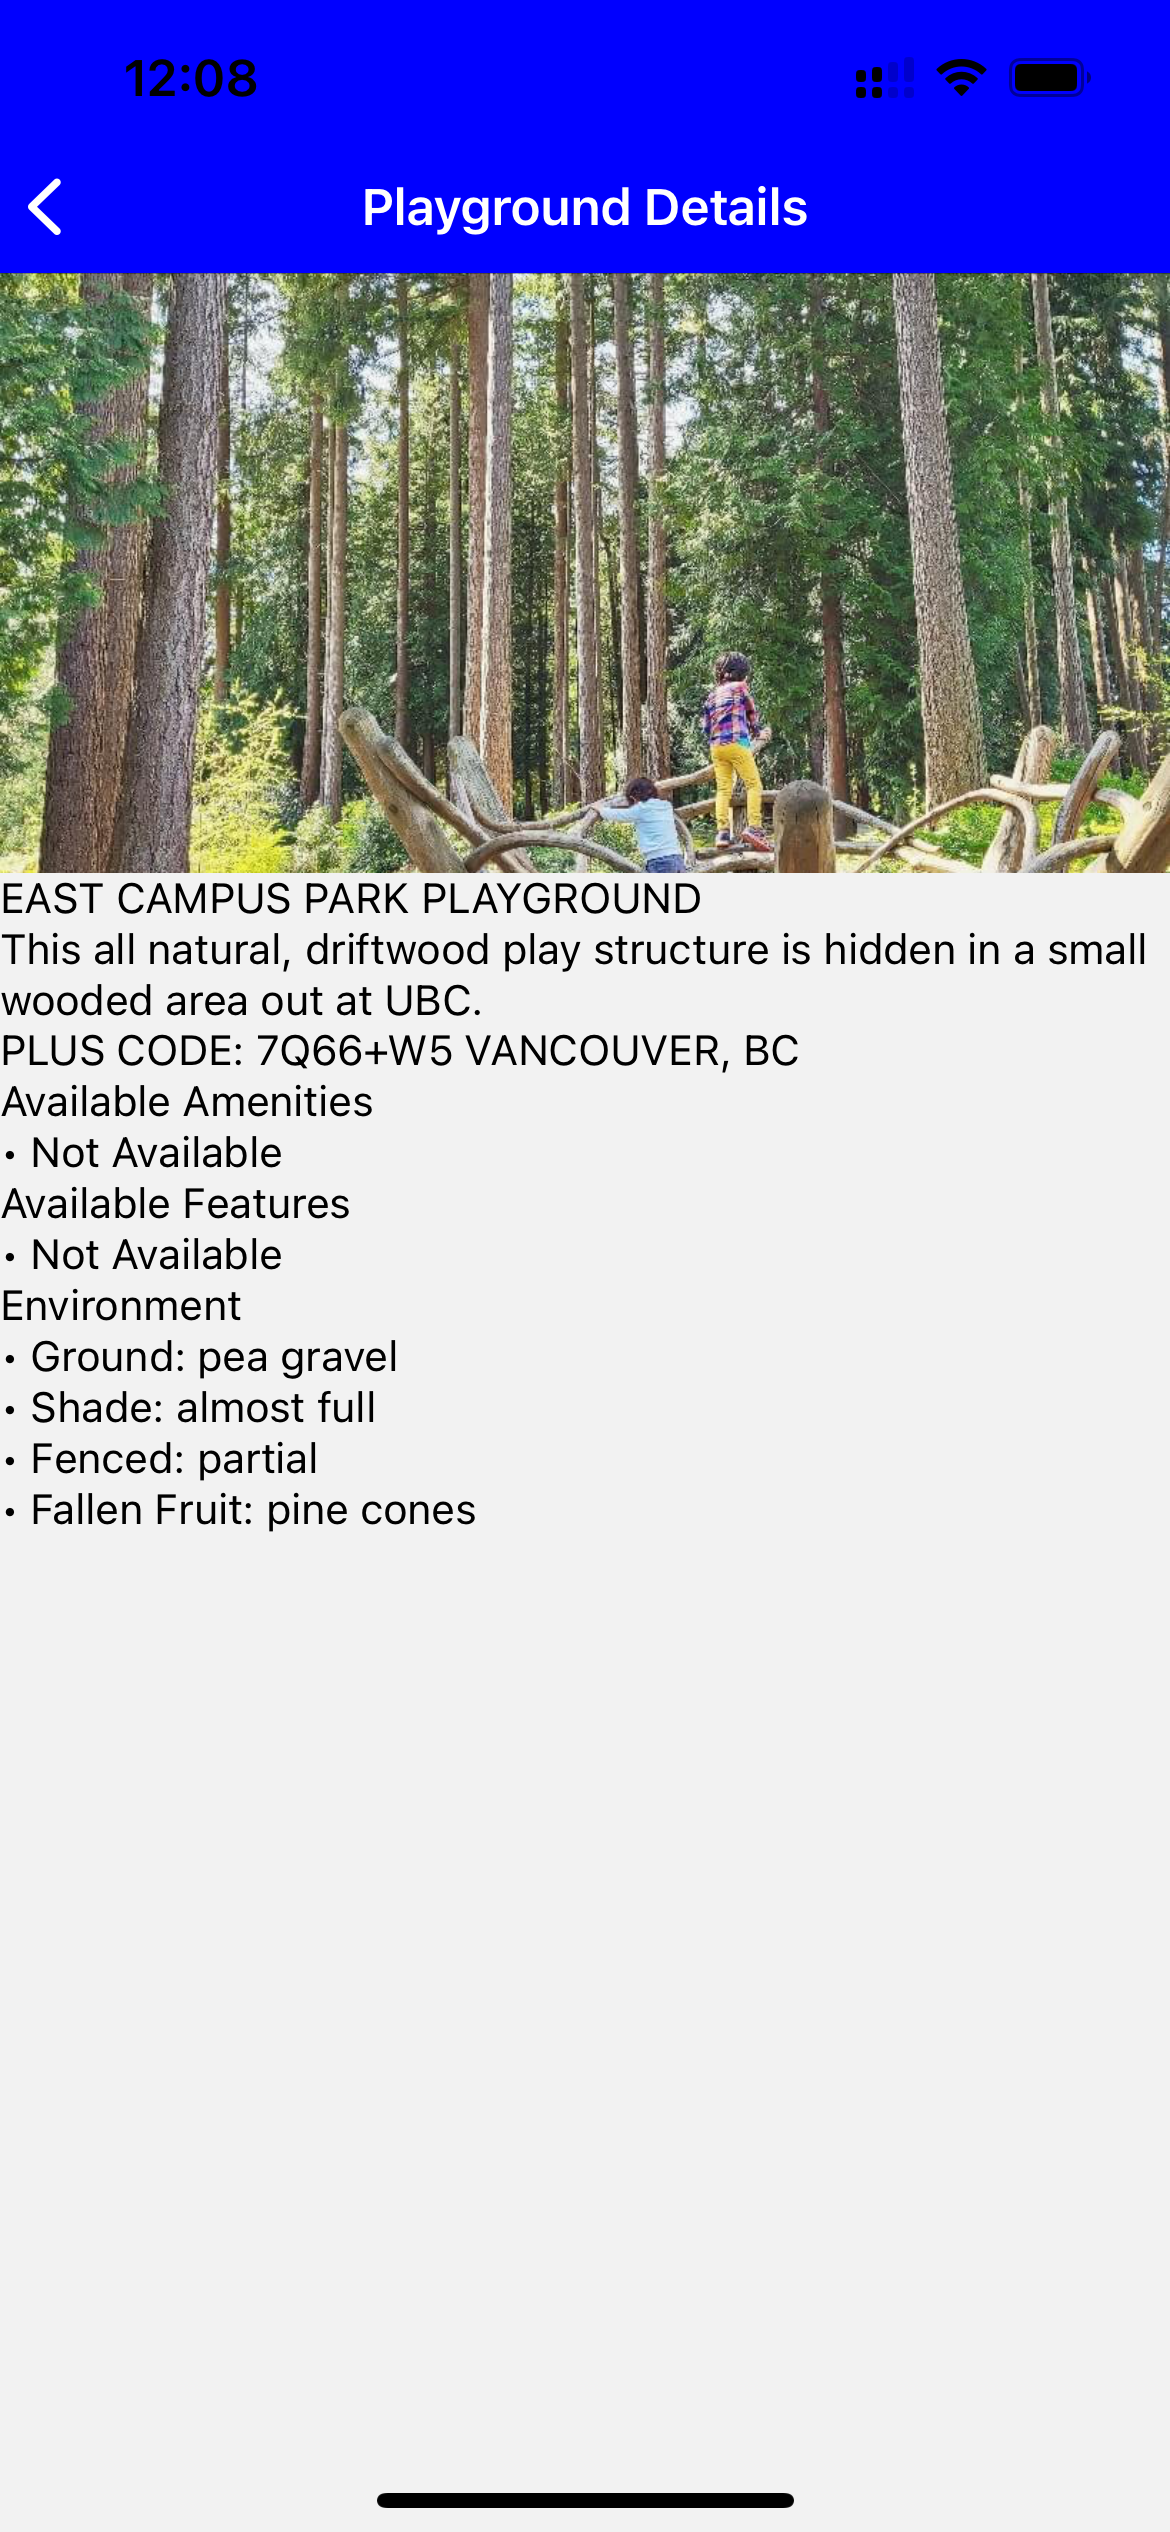 12:08
Playground Details
EAST CAMPUS PARK PLAYGROUND
This all natural, driftwood play structure is hidden in a small
wooded area out at UBC.
PLUS CODE: 7Q66+W5 VANCOUVER, BC
Available Amenities
• Not Available
Available Features
• Not Available
Environment
• Ground: pea gravel
• Shade: almost full
• Fenced: partial
• Fallen Fruit: pine cones